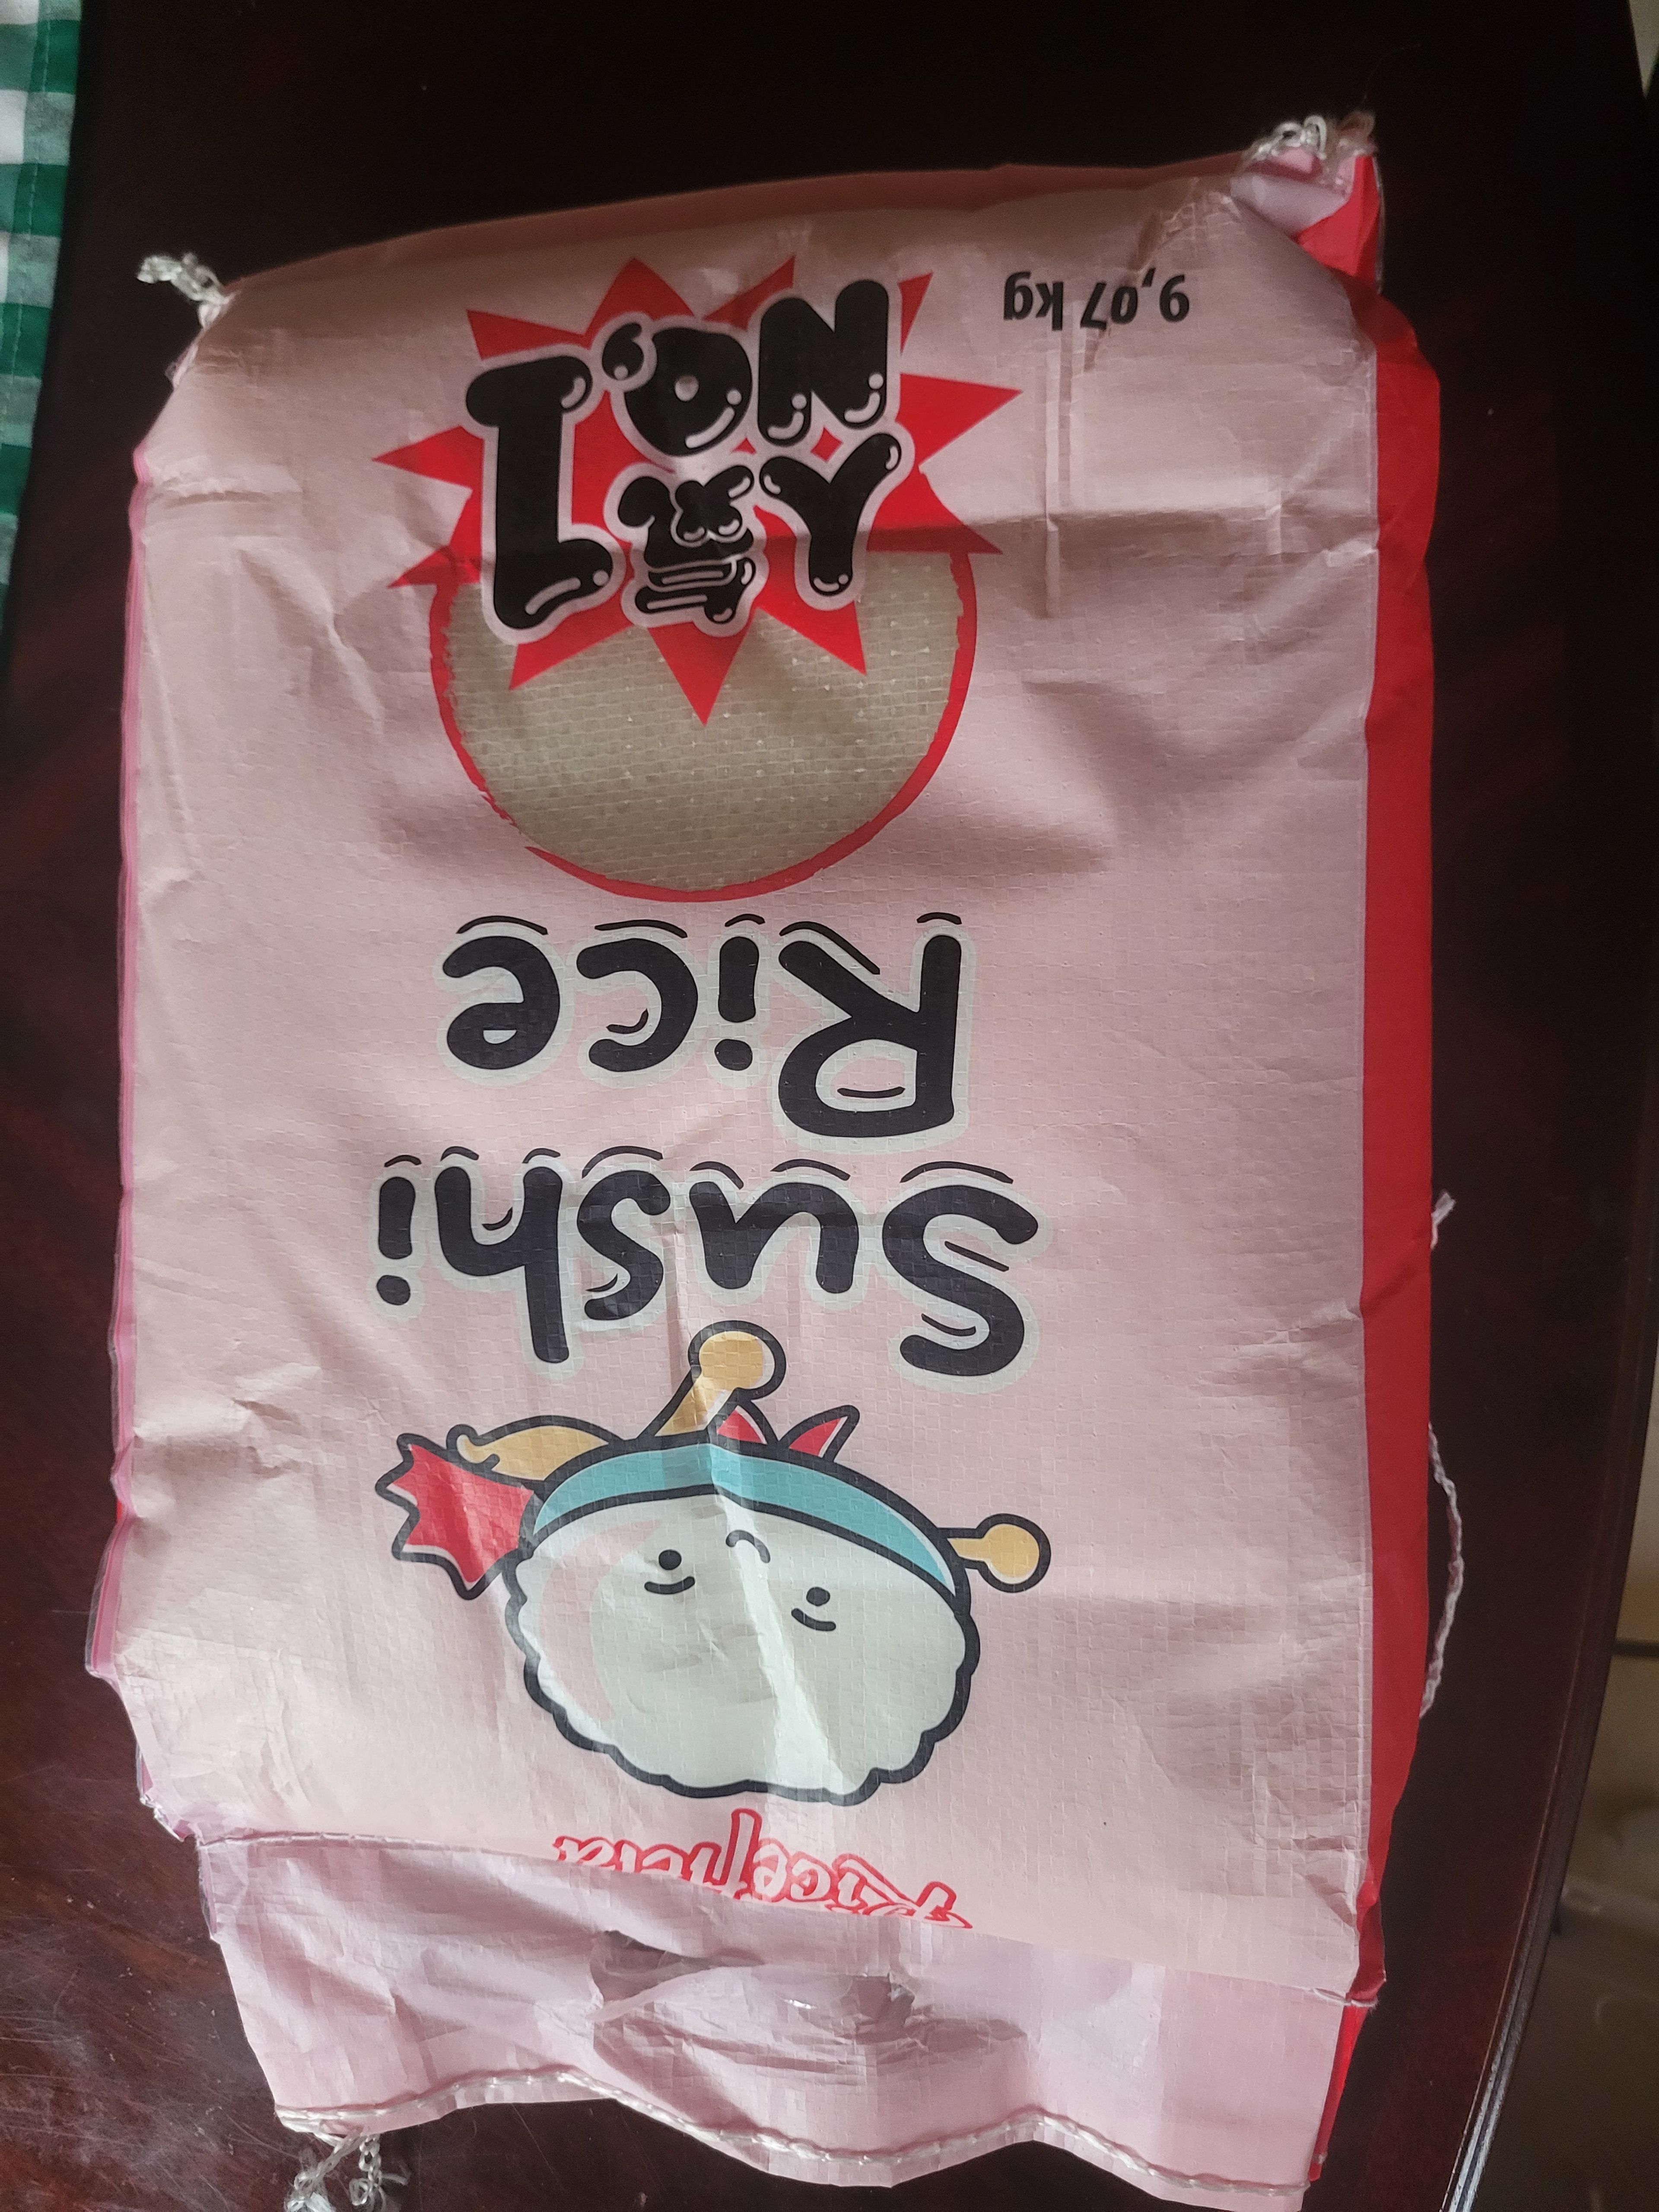 Sushi
Rice
NO.1
9,07 kg